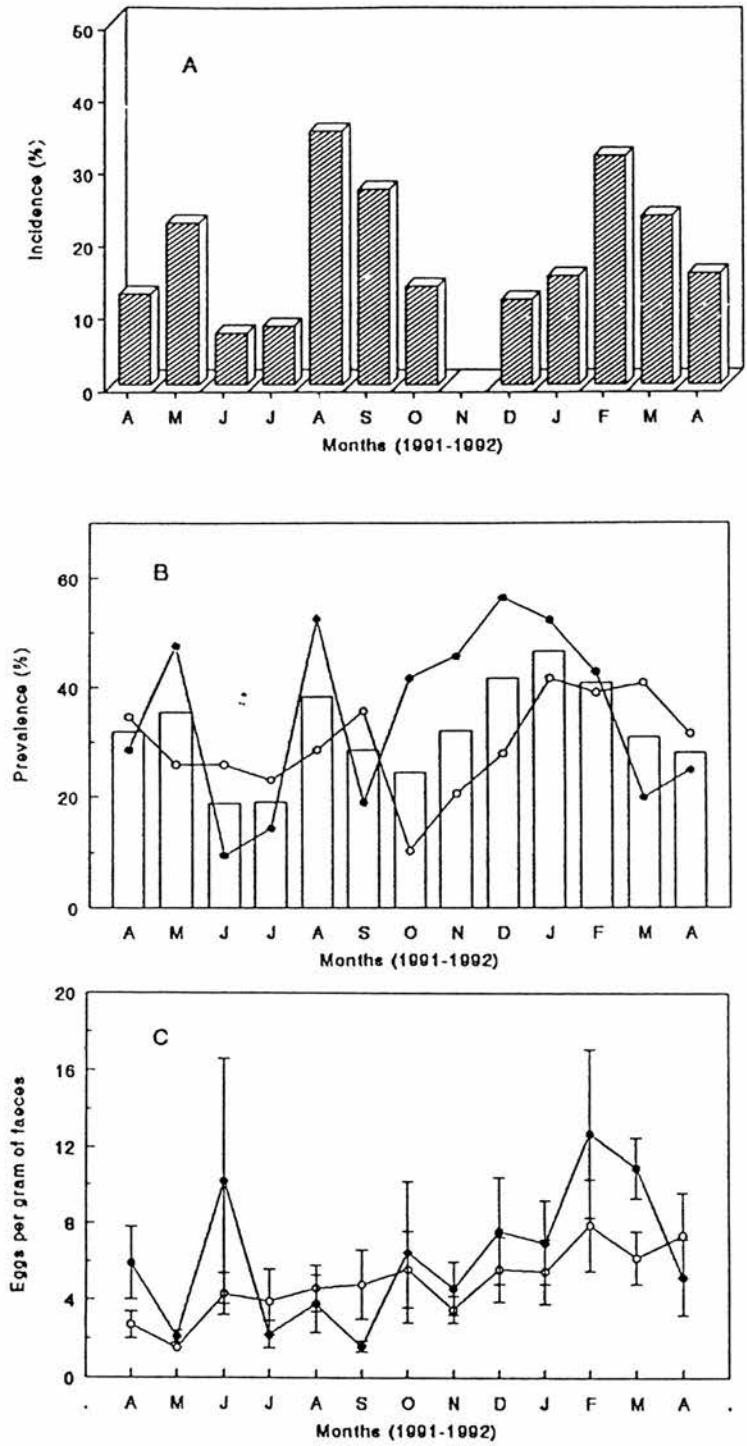 A
Incidence (%)
50
40
30
20
10
0
A M J J A S O N D J F M A
Months (1991-1992)
B
Prevalence (%)
60
40
20
0
A M J J A S O N D J F M A
Months (1991-1992)
C
Eggs per gram of faeces
20
16
12
8
4
0
A M J J A S O N D J F M A
Months (1991-1992)